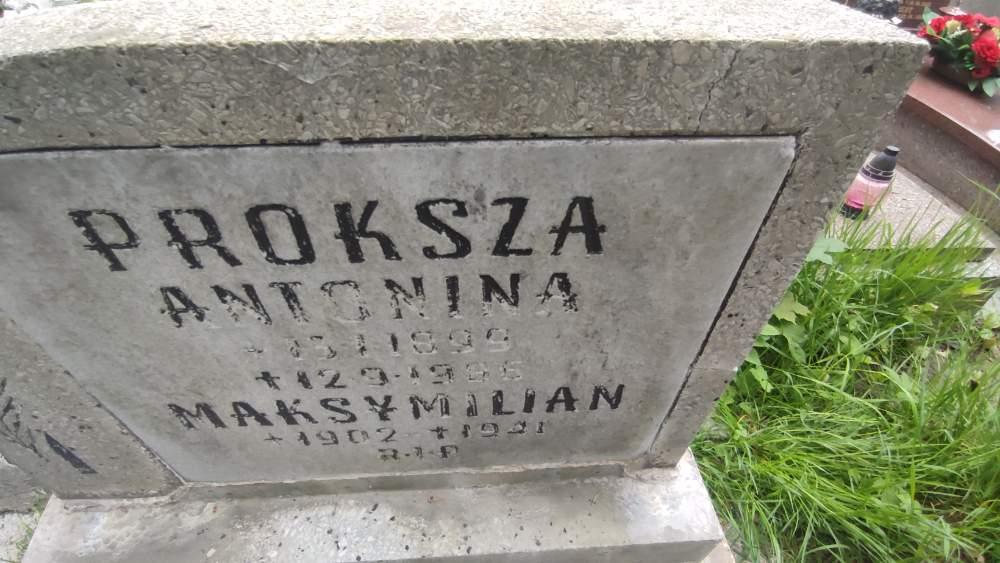 PROKSZA
ANTONINA
MAKSYMILIAN
* 1902 - † 1941
R.I.P